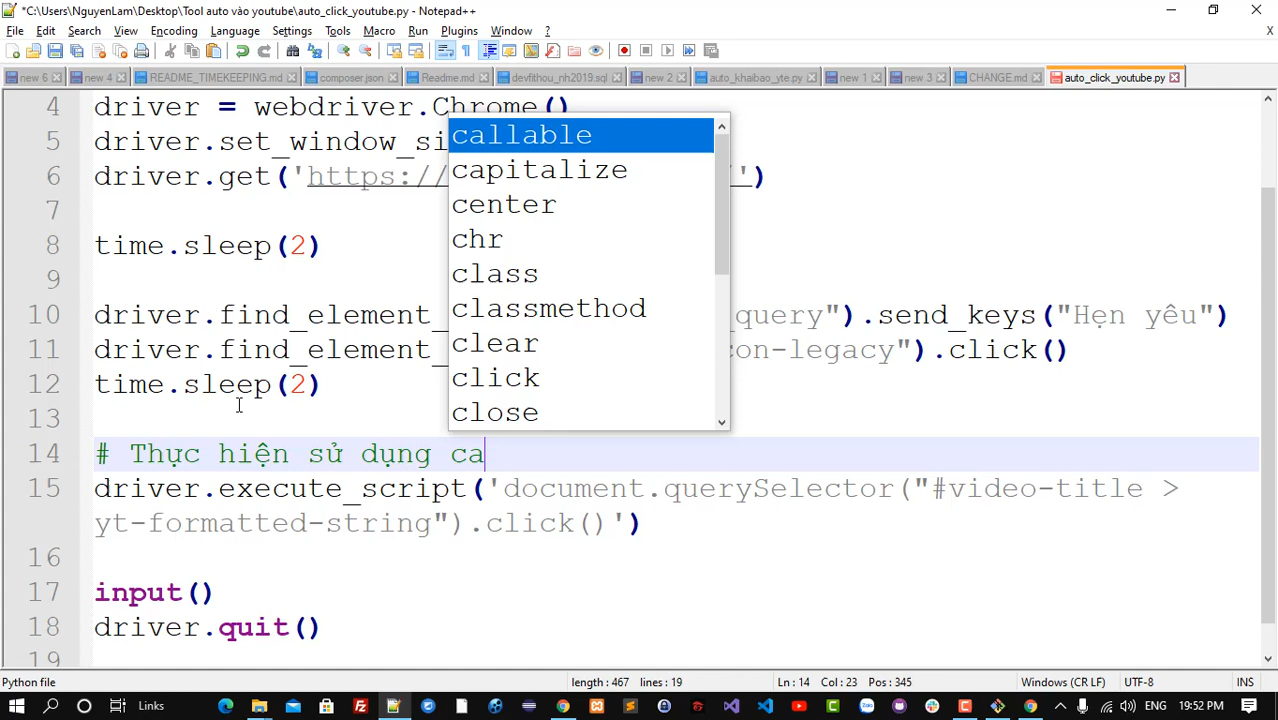 *C:\Users\NguyenLam\Desktop\Tool auto vào youtube\auto_click_youtube.py - Notepad++
File Edit Search View Encoding Language Settings Tools Macro Run Plugins Window ? X
new 6 new 4 README_TIMEKEEPING.md composer.json Readme.md devfithou_nh2019.sql new 2 auto_khaibao_yte.py new 1 new 3 CHANGE.md auto_click_youtube.py
4 driver = webdriver.Chrome()
callable
5 driver.set_window_si
capitalize
6 driver.get('https:// /')
center
7
chr
8 time.sleep(2)
class
9
classmethod
10 driver.find_element_ _query").send_keys("Hẹn yêu")
clear
11 driver.find_element_ con-legacy").click()
click
12 time.sleep(2)
close
13
14 # Thực hiện sử dụng ca
15 driver.execute_script('document.querySelector("#video-title >
yt-formatted-string").click()')
16
17 input()
18 driver.quit()
19
Python file length : 467 lines : 19 Ln : 14 Col : 23 Pos : 345 Windows (CR LF) UTF-8 INS
Links 19:52 PM